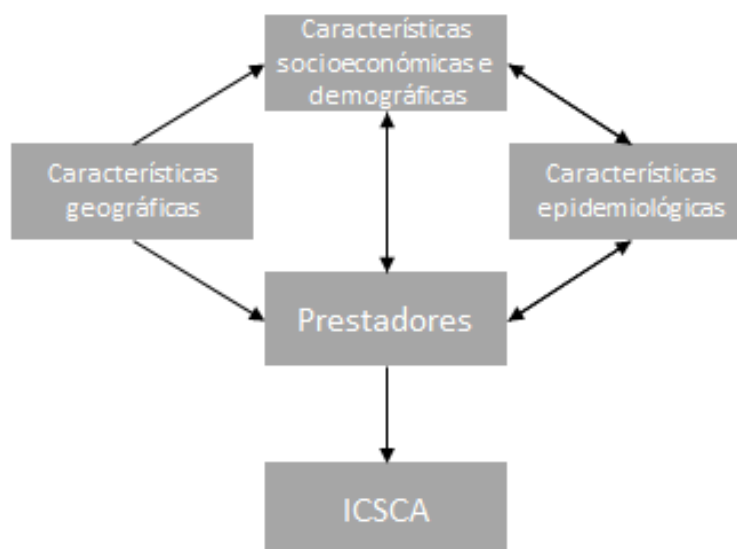 Características
socioeconómicas e
demográficas
Características
geográficas
Características
epidemiológicas
Prestadores
ICSCA